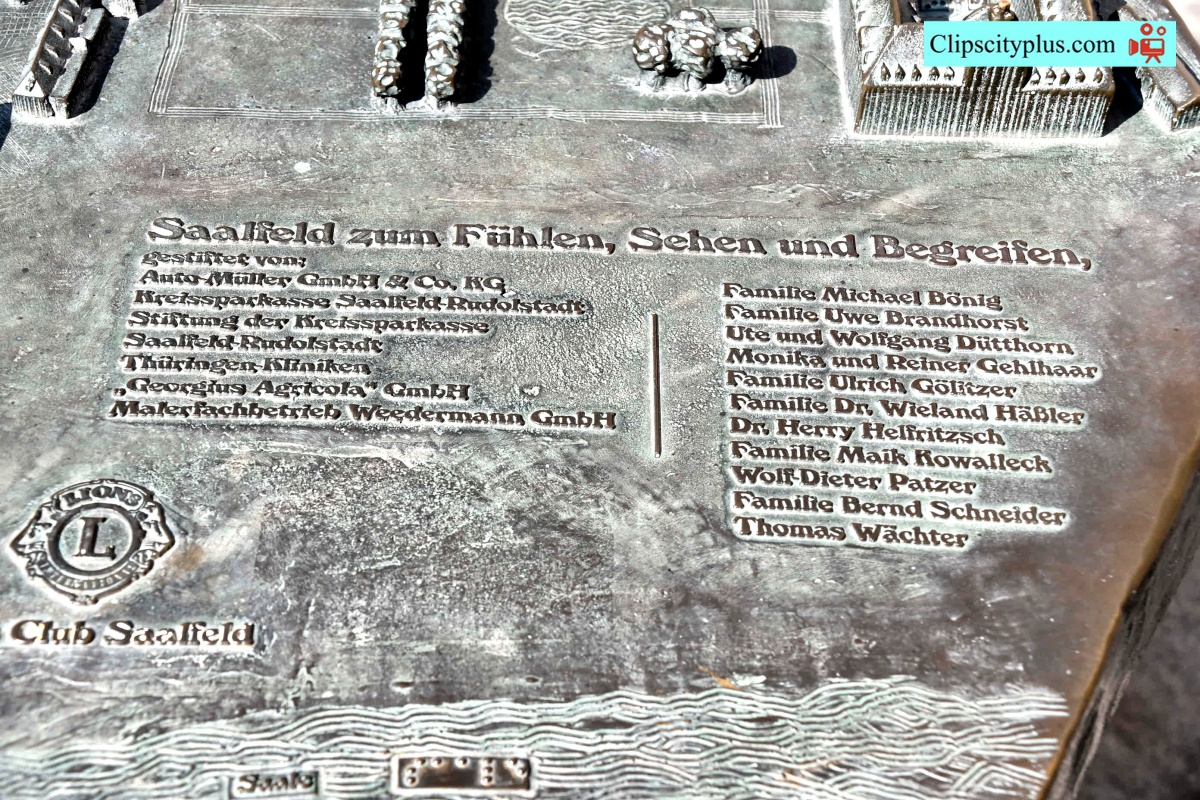 Clipscityplus.com
Saalfeld zum Fühlen, Sehen und Begreifen,
gestiftet von:
Auto-Müller GmbH & Co. KG
Kreissparkasse Saalfeld-Rudolstadt
Stiftung der Kreissparkasse
Saalfeld-Rudolstadt
Thüringen-Kliniken
„Georgius Agricola“ GmbH
Malerfachbetrieb Weedermann GmbH
Familie Michael Bönig
Familie Uwe Brandhorst
Ute und Wolfgang Dütthorn
Monika und Reiner Gehlhaar
Familie Ulrich Gölitzer
Familie Dr. Wieland Häßler
Dr. Herry Helfritzsch
Familie Maik Kowalleck
Wolf-Dieter Patzer
Familie Bernd Schneider
Thomas Wächter
LIONS
L
INTERNATIONAL
Club Saalfeld
Saale